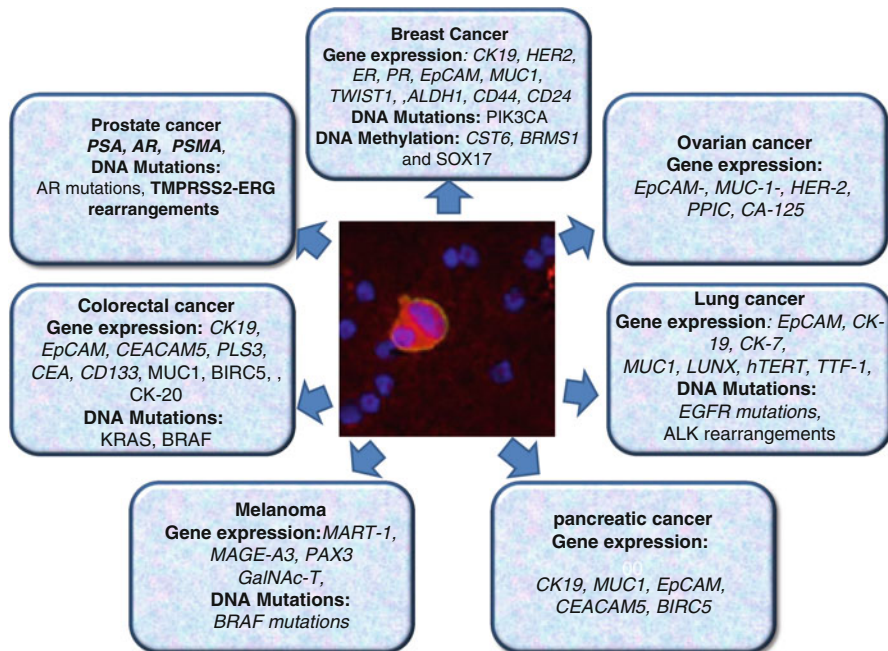 Breast Cancer
Gene expression: CK19, HER2,
ER, PR, EpCAM, MUC1,
TWIST1, ,ALDH1, CD44, CD24
DNA Mutations: PIK3CA
DNA Methylation: CST6, BRMS1
and SOX17
Prostate cancer
PSA, AR, PSMA,
DNA Mutations:
AR mutations, TMPRSS2-ERG
rearrangements
Ovarian cancer
Gene expression:
EpCAM-, MUC-1-, HER-2,
PPIC, CA-125
Colorectal cancer
Gene expression: CK19,
EpCAM, CEACAM5, PLS3,
CEA, CD133, MUC1, BIRC5, ,
CK-20
DNA Mutations:
KRAS, BRAF
Lung cancer
Gene expression: EpCAM, CK-
19, CK-7,
MUC1, LUNX, hTERT, TTF-1,
DNA Mutations:
EGFR mutations,
ALK rearrangements
Melanoma
Gene expression:MART-1,
MAGE-A3, PAX3
GalNAc-T,
DNA Mutations:
BRAF mutations
pancreatic cancer
Gene expression:
CK19, MUC1, EpCAM,
CEACAM5, BIRC5